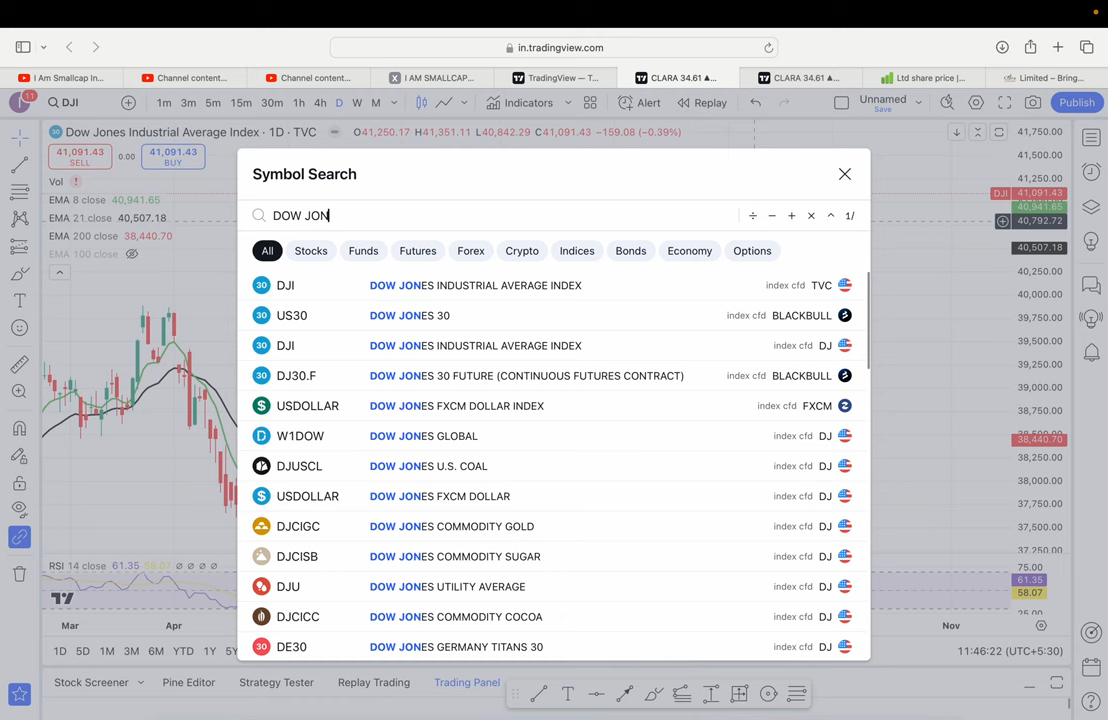 in.tradingview.com
I Am Smallcap In...
Channel content...
Channel content...
I AM SMALLCAP...
TradingView – T...
CLARA 34.61 ▲...
CLARA 34.61 ▲...
Ltd share price |...
Limited – Bring...
11
DJI
1m 3m 5m 15m 30m 1h 4h D W M
Indicators
Alert
Replay
Unnamed
Save
Publish
Dow Jones Industrial Average Index · 1D · TVC
O41,250.17 H41,351.11 L40,842.29 C41,091.43 −159.08 (−0.39%)
41,091.43
SELL
0.00
41,091.43
BUY
Vol
EMA 8 close 40,941.65
EMA 21 close 40,507.18
EMA 200 close 38,440.70
EMA 100 close
Symbol Search
DOW JON
1/
All Stocks Funds Futures Forex Crypto Indices Bonds Economy Options
DJI DOW JONES INDUSTRIAL AVERAGE INDEX index cfd TVC
US30 DOW JONES 30 index cfd BLACKBULL
DJI DOW JONES INDUSTRIAL AVERAGE INDEX index cfd DJ
DJ30.F DOW JONES 30 FUTURE (CONTINUOUS FUTURES CONTRACT) index cfd BLACKBULL
USDOLLAR DOW JONES FXCM DOLLAR INDEX index cfd FXCM
W1DOW DOW JONES GLOBAL index cfd DJ
DJUSCL DOW JONES U.S. COAL index cfd DJ
USDOLLAR DOW JONES FXCM DOLLAR index cfd DJ
DJCIGC DOW JONES COMMODITY GOLD index cfd DJ
DJCISB DOW JONES COMMODITY SUGAR index cfd DJ
DJU DOW JONES UTILITY AVERAGE index cfd DJ
DJCICC DOW JONES COMMODITY COCOA index cfd DJ
DE30 DOW JONES GERMANY TITANS 30 index cfd DJ
41,750.00
41,500.00
41,250.00
DJI 41,091.43
40,941.65
40,792.72
40,507.18
40,250.00
40,000.00
39,750.00
39,500.00
39,250.00
39,000.00
38,750.00
38,440.70
38,250.00
38,000.00
37,750.00
37,500.00
37,250.00
RSI 14 close 61.35 58.07
75.00
61.35
58.07
25.00
Mar
Apr
Nov
1D 5D 1M 3M 6M YTD 1Y 5Y
11:46:22 (UTC+5:30)
Stock Screener
Pine Editor
Strategy Tester
Replay Trading
Trading Panel